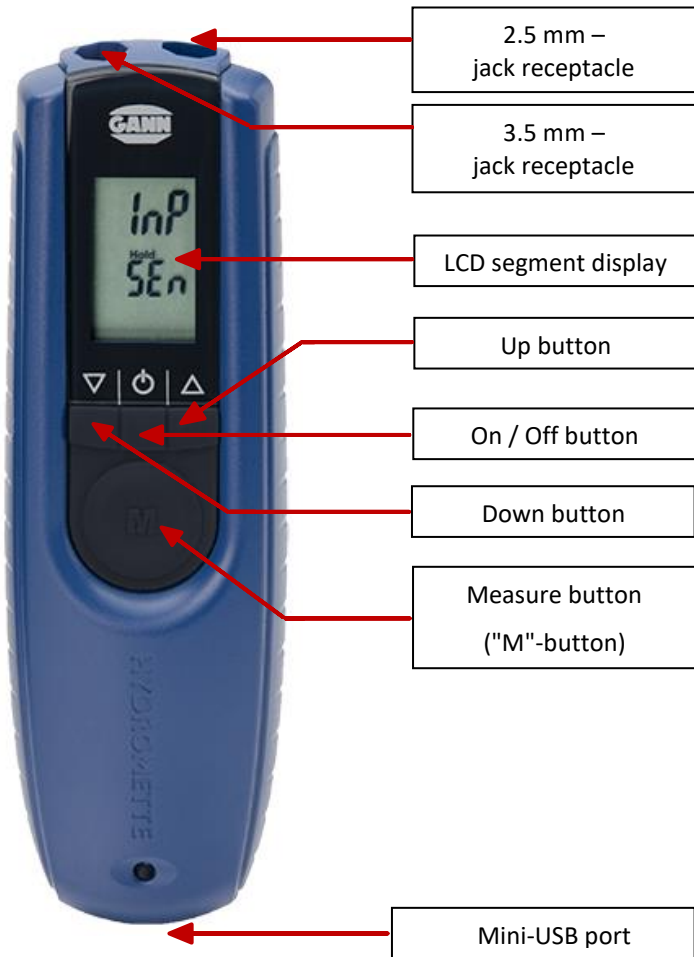 2.5 mm –
jack receptacle
3.5 mm –
jack receptacle
GANN
InP
Hold
SEn
LCD segment display
Up button
On / Off button
Down button
M
Measure button
("M"-button)
HYDROMETTE
Mini-USB port